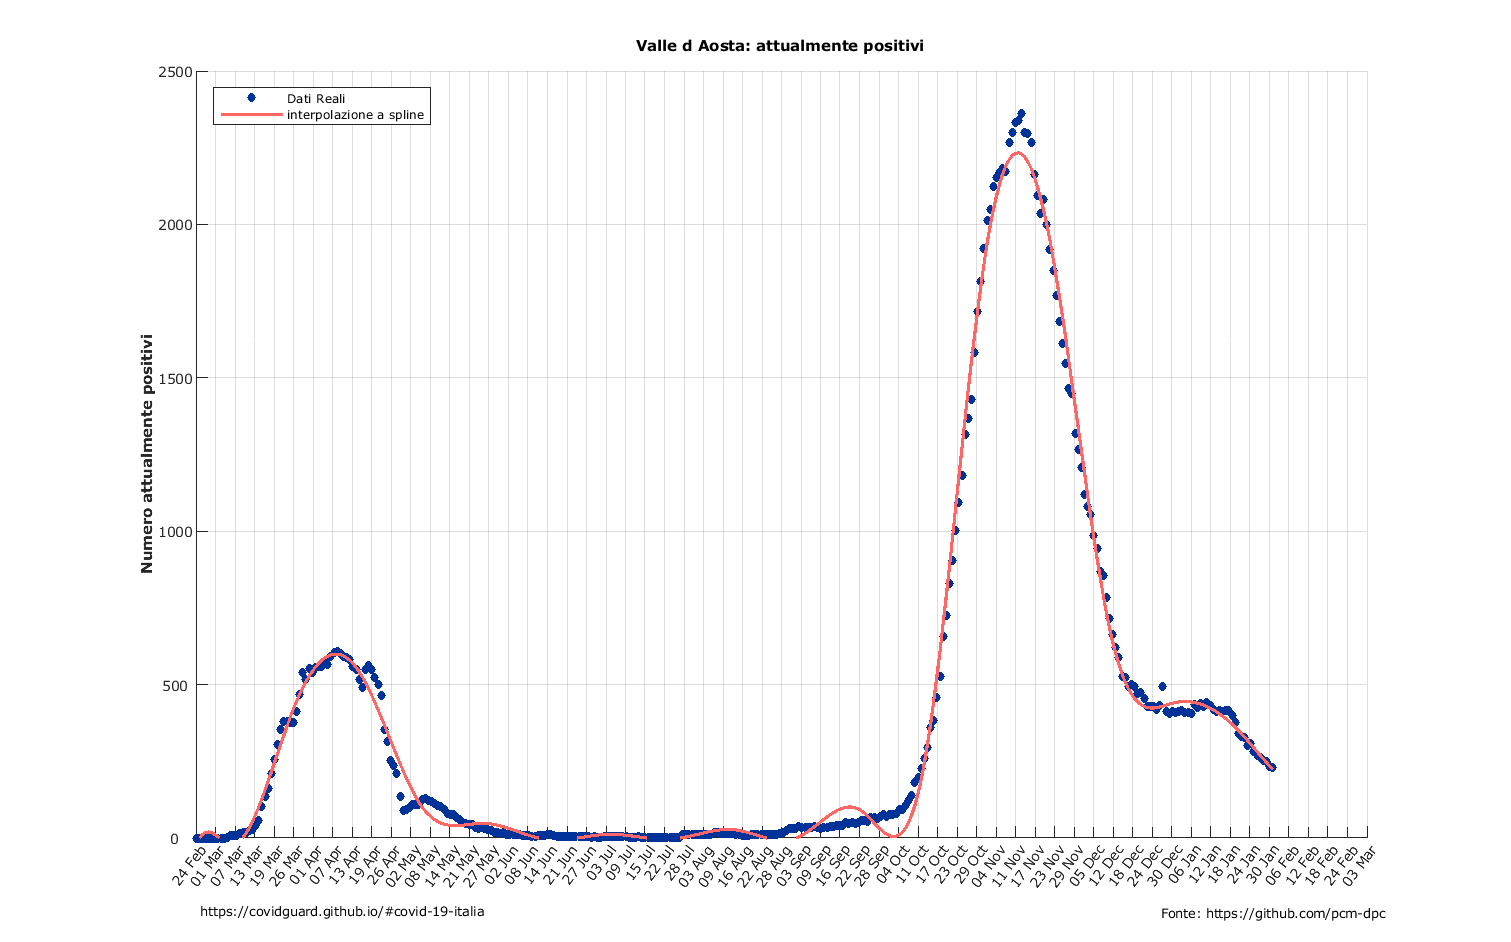 Valle d Aosta: attualmente positivi
Dati Reali
interpolazione a spline
Numero attualmente positivi
2500
2000
1500
1000
500
0
24 Feb
01 Mar
07 Mar
13 Mar
19 Mar
26 Mar
01 Apr
07 Apr
13 Apr
19 Apr
26 Apr
02 May
08 May
14 May
21 May
27 May
02 Jun
08 Jun
14 Jun
21 Jun
27 Jun
03 Jul
09 Jul
15 Jul
22 Jul
28 Jul
03 Aug
09 Aug
16 Aug
22 Aug
28 Aug
03 Sep
09 Sep
16 Sep
22 Sep
28 Sep
04 Oct
11 Oct
17 Oct
23 Oct
29 Oct
04 Nov
11 Nov
17 Nov
23 Nov
29 Nov
05 Dec
12 Dec
18 Dec
24 Dec
30 Dec
06 Jan
12 Jan
18 Jan
24 Jan
30 Jan
06 Feb
12 Feb
18 Feb
24 Feb
03 Mar
https://covidguard.github.io/#covid-19-italia
Fonte: https://github.com/pcm-dpc